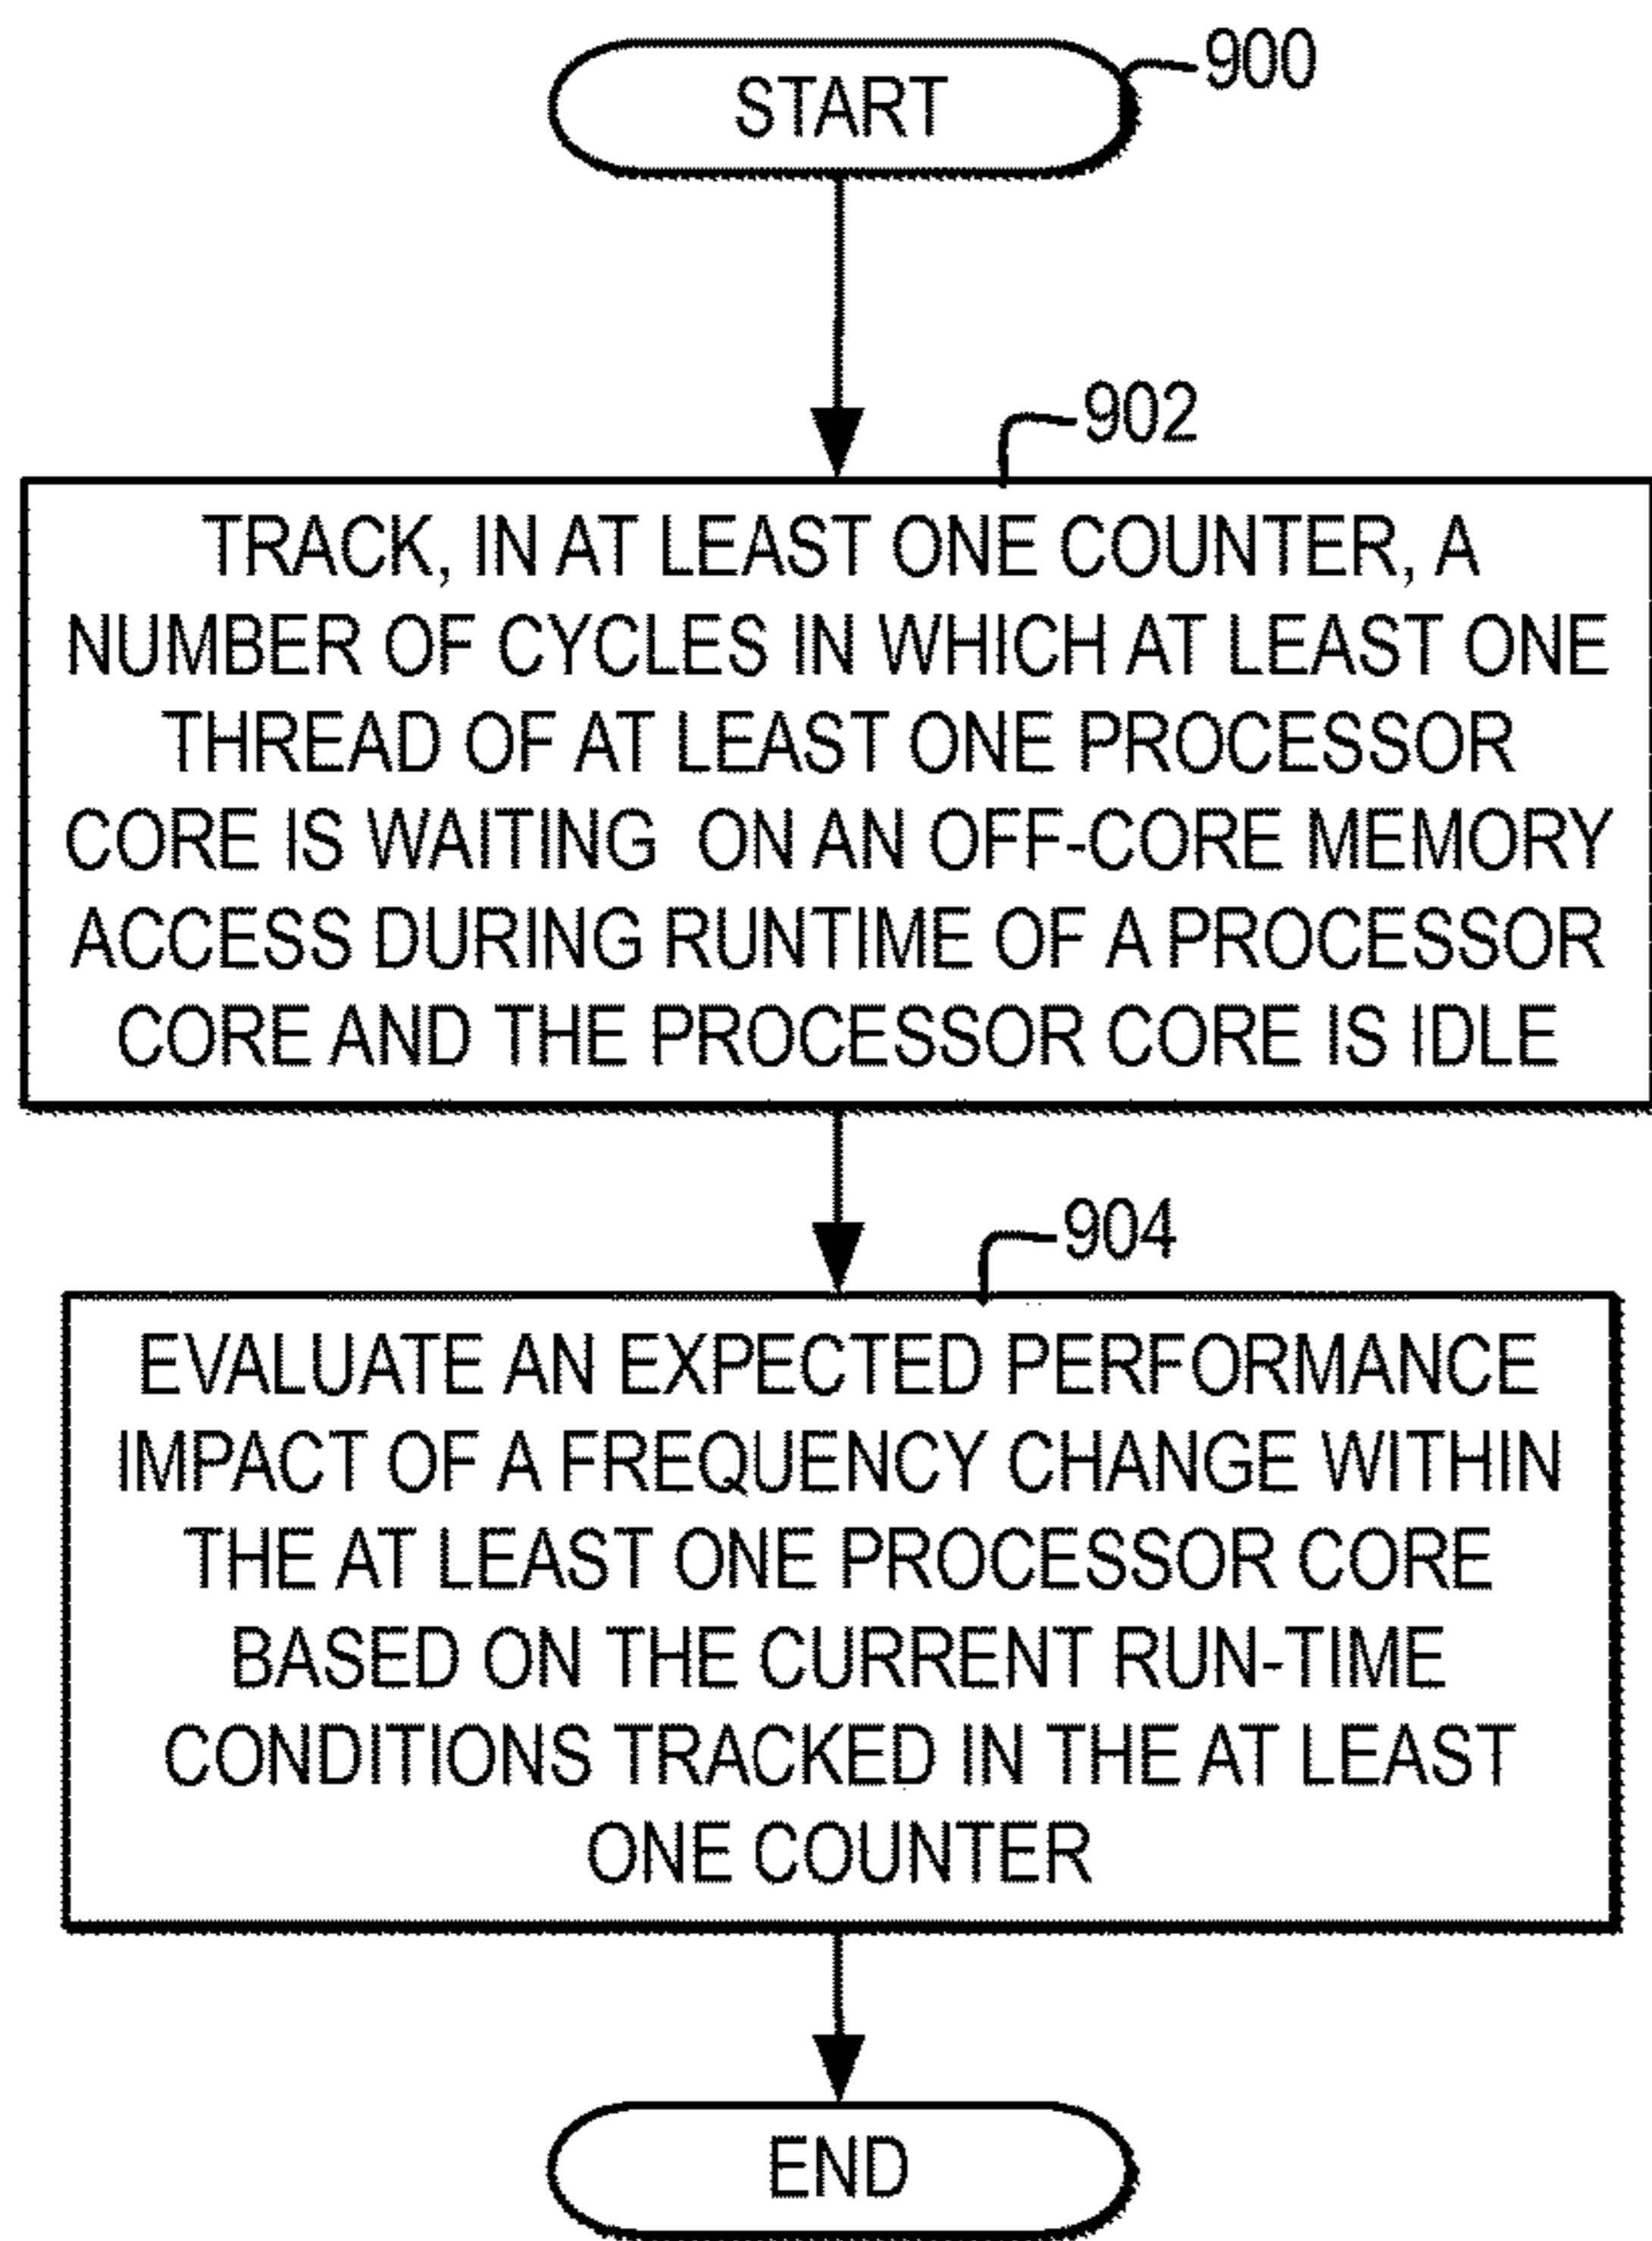 START
900
902
TRACK, IN AT LEAST ONE COUNTER, A
NUMBER OF CYCLES IN WHICH AT LEAST ONE
THREAD OF AT LEAST ONE PROCESSOR
CORE IS WAITING ON AN OFF-CORE MEMORY
ACCESS DURING RUNTIME OF A PROCESSOR
CORE AND THE PROCESSOR CORE IS IDLE
904
EVALUATE AN EXPECTED PERFORMANCE
IMPACT OF A FREQUENCY CHANGE WITHIN
THE AT LEAST ONE PROCESSOR CORE
BASED ON THE CURRENT RUN-TIME
CONDITIONS TRACKED IN THE AT LEAST
ONE COUNTER
END